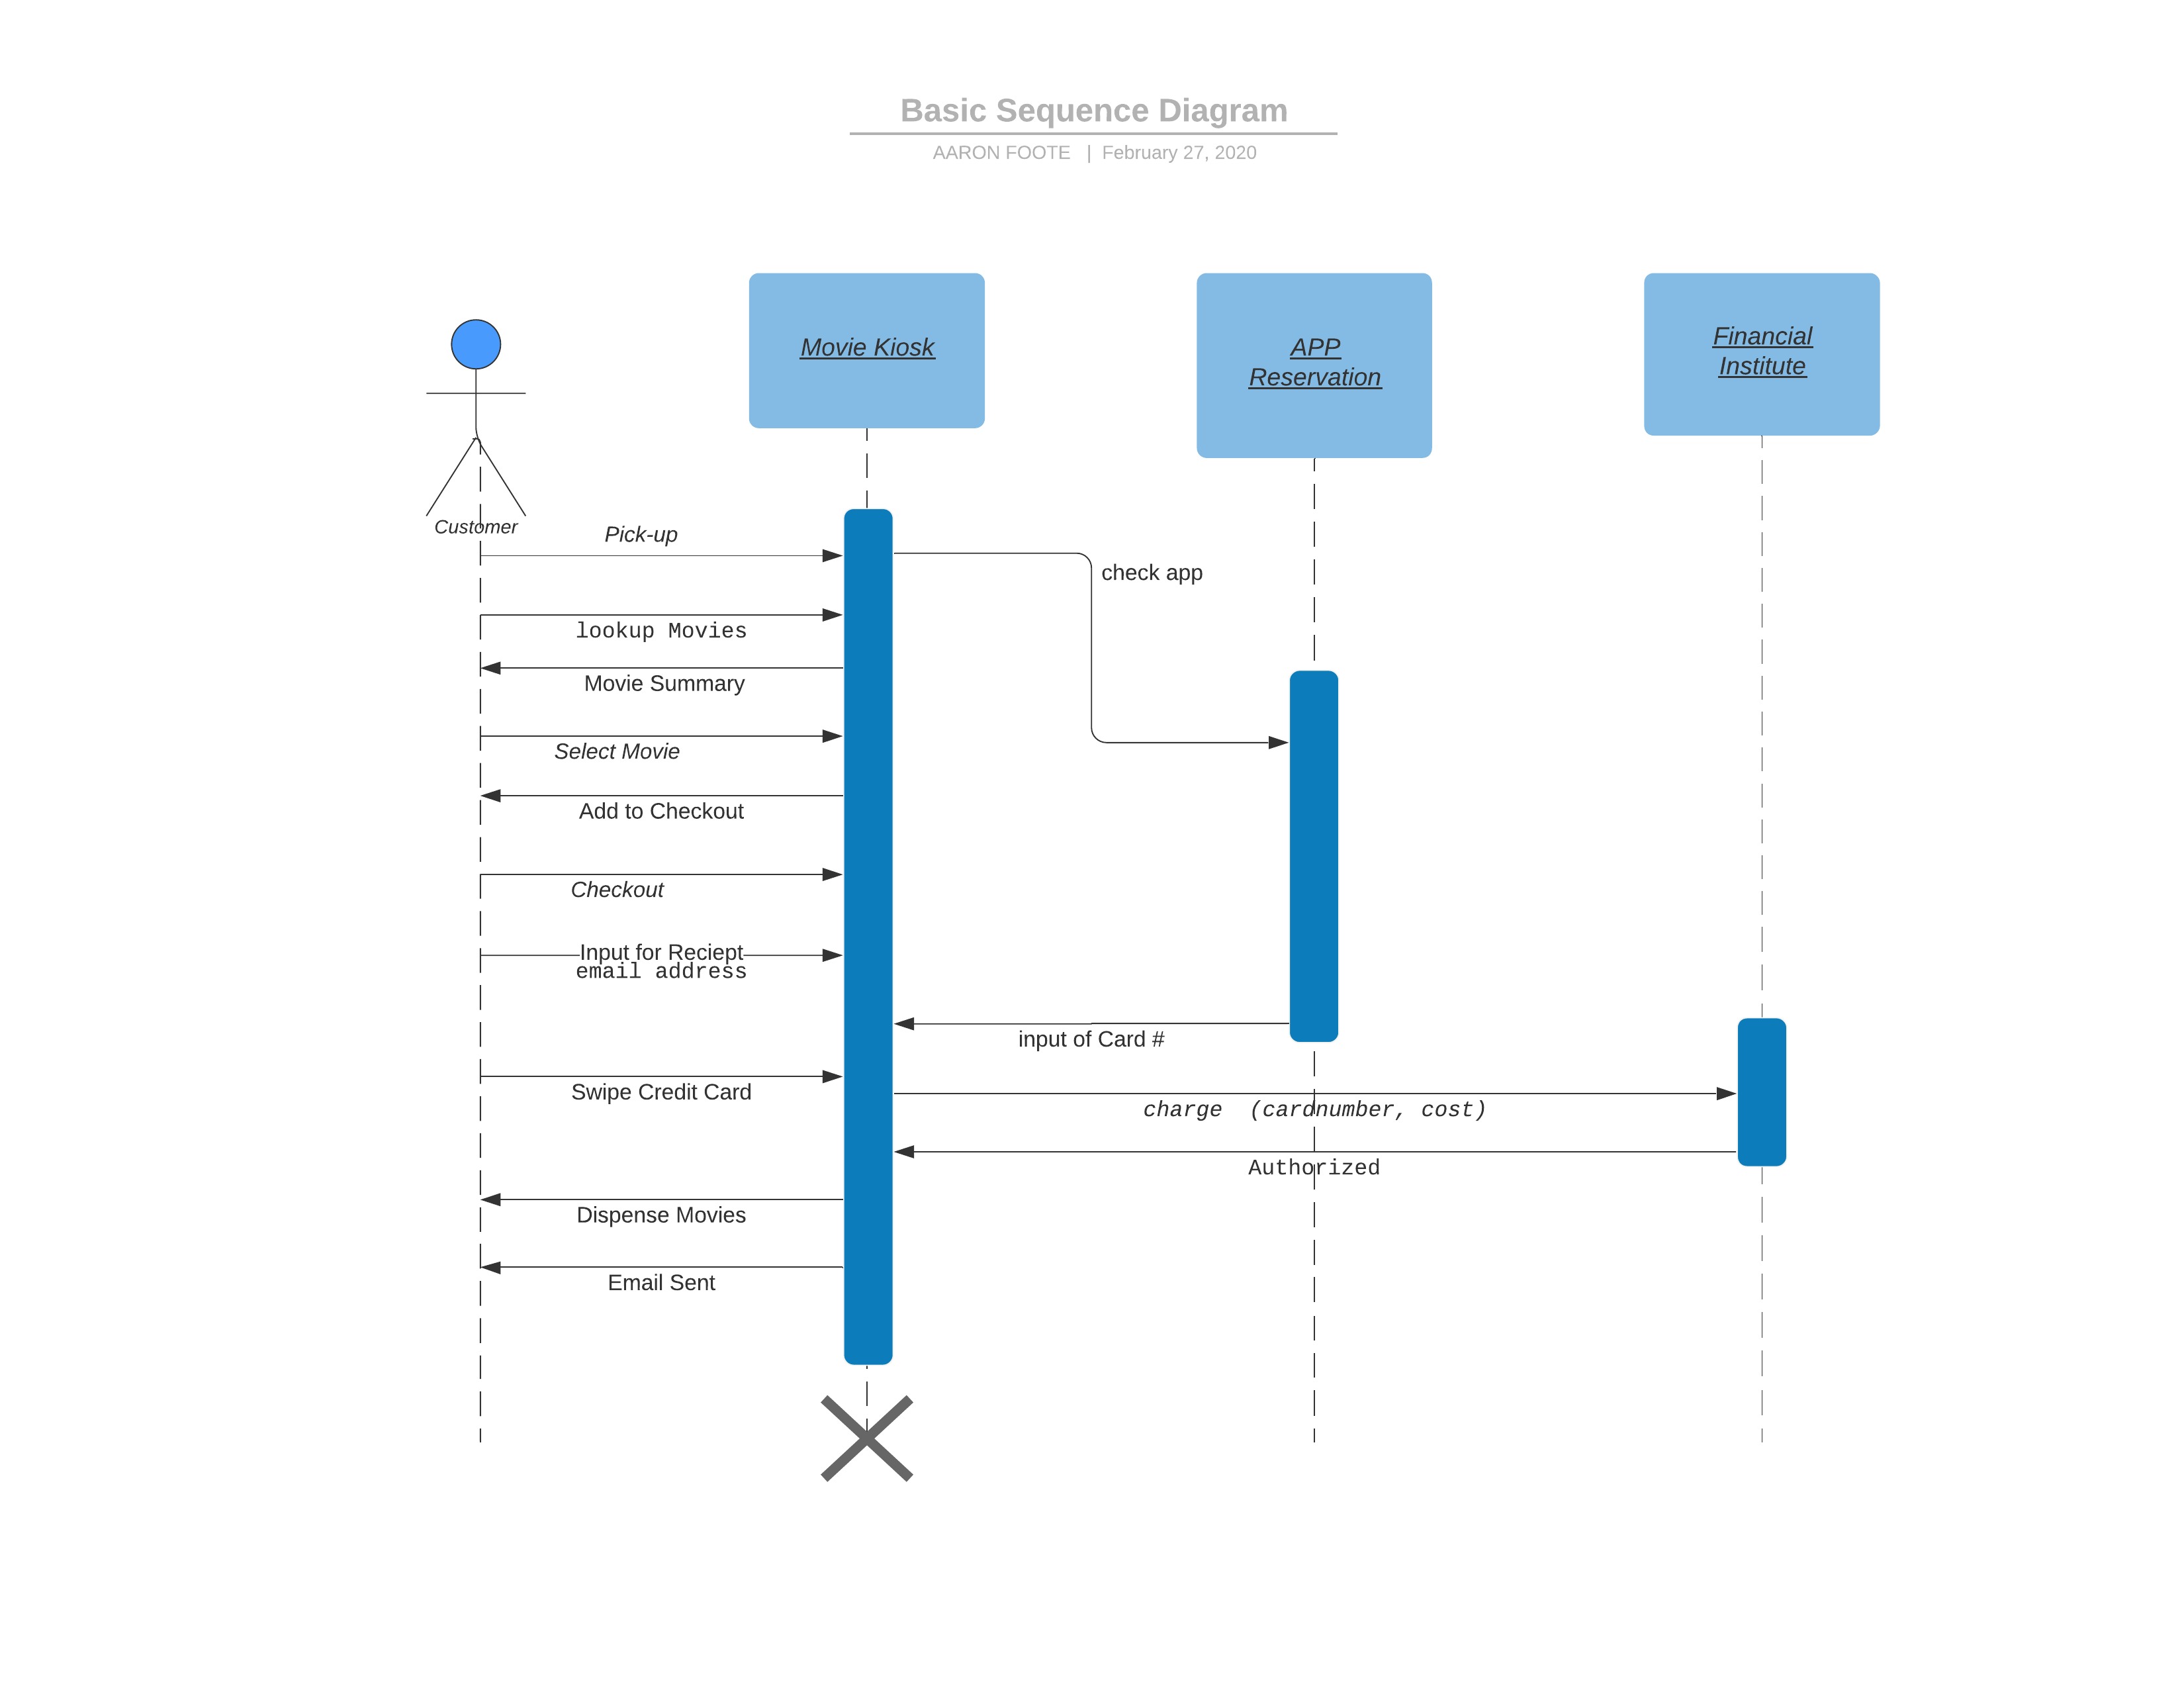 Basic Sequence Diagram
AARON FOOTE | February 27, 2020
Movie Kiosk
APP
Reservation
Financial
Institute
Customer
Pick-up
check app
lookup Movies
Movie Summary
Select Movie
Add to Checkout
Checkout
Input for Reciept
email address
input of Card #
Swipe Credit Card
charge (cardnumber, cost)
Authorized
Dispense Movies
Email Sent